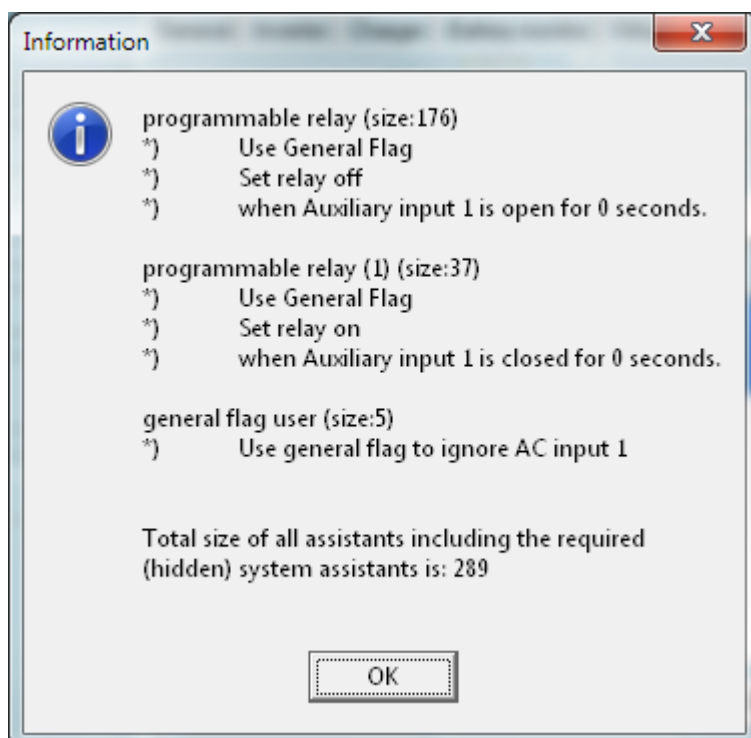 Information
programmable relay (size:176)
*) Use General Flag
*) Set relay off
*) when Auxiliary input 1 is open for 0 seconds.
programmable relay (1) (size:37)
*) Use General Flag
*) Set relay on
*) when Auxiliary input 1 is closed for 0 seconds.
general flag user (size:5)
*) Use general flag to ignore AC input 1
Total size of all assistants including the required
(hidden) system assistants is: 289
OK